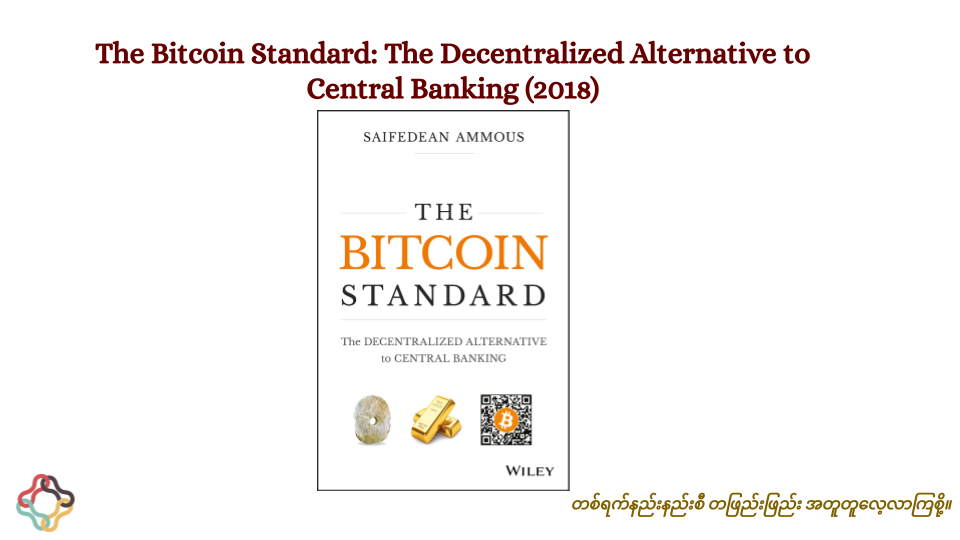 The Bitcoin Standard: The Decentralized Alternative to
Central Banking (2018)
SAIFEDEAN AMMOUS
THE
BITCOIN
STANDARD
The DECENTRALIZED ALTERNATIVE
to CENTRAL BANKING
WILEY
တစ်ရက်နည်းနည်းစီ တဖြည်းဖြည်း အတူတူလေ့လာကြစို့။